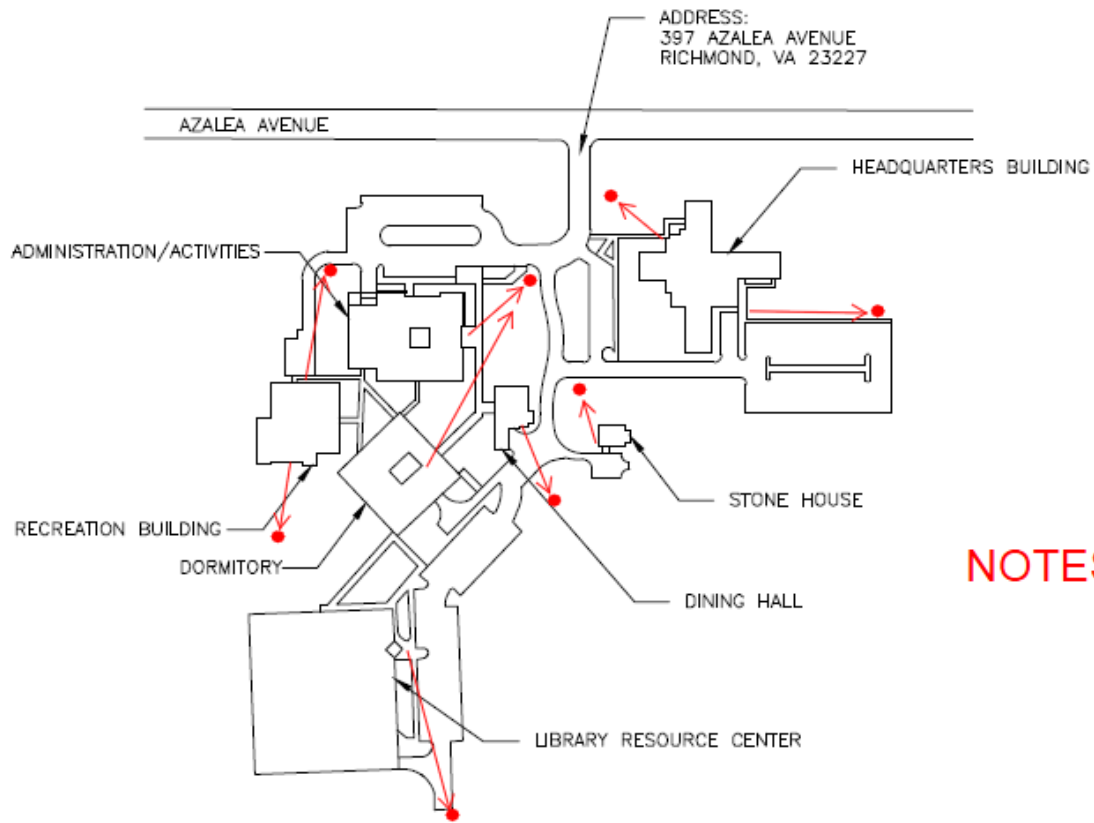 ADDRESS:
397 AZALEA AVENUE
RICHMOND, VA 23227
AZALEA AVENUE
HEADQUARTERS BUILDING
ADMINISTRATION/ACTIVITIES
STONE HOUSE
RECREATION BUILDING
NOTES
DORMITORY
DINING HALL
LIBRARY RESOURCE CENTER